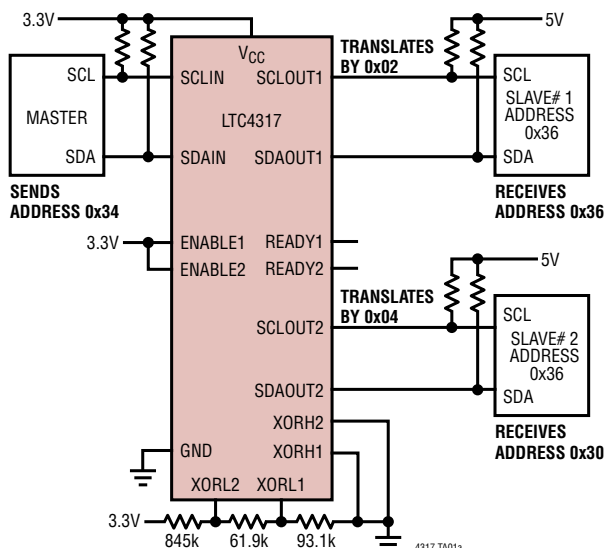 3.3V
5V
VCC
TRANSLATES
BY 0x02
SCL
SCLIN
SCLOUT1
SCL
MASTER
LTC4317
SLAVE# 1
ADDRESS
0x36
SDA
SDAIN
SDAOUT1
SDA
SENDS
ADDRESS 0x34
RECEIVES
ADDRESS 0x36
3.3V
ENABLE1
READY1
ENABLE2
READY2
5V
TRANSLATES
BY 0x04
SCLOUT2
SCL
SLAVE# 2
ADDRESS
0x36
SDAOUT2
SDA
XORH2
RECEIVES
ADDRESS 0x30
GND
XORH1
XORL2
XORL1
3.3V
845k
61.9k
93.1k
4317 TA01a